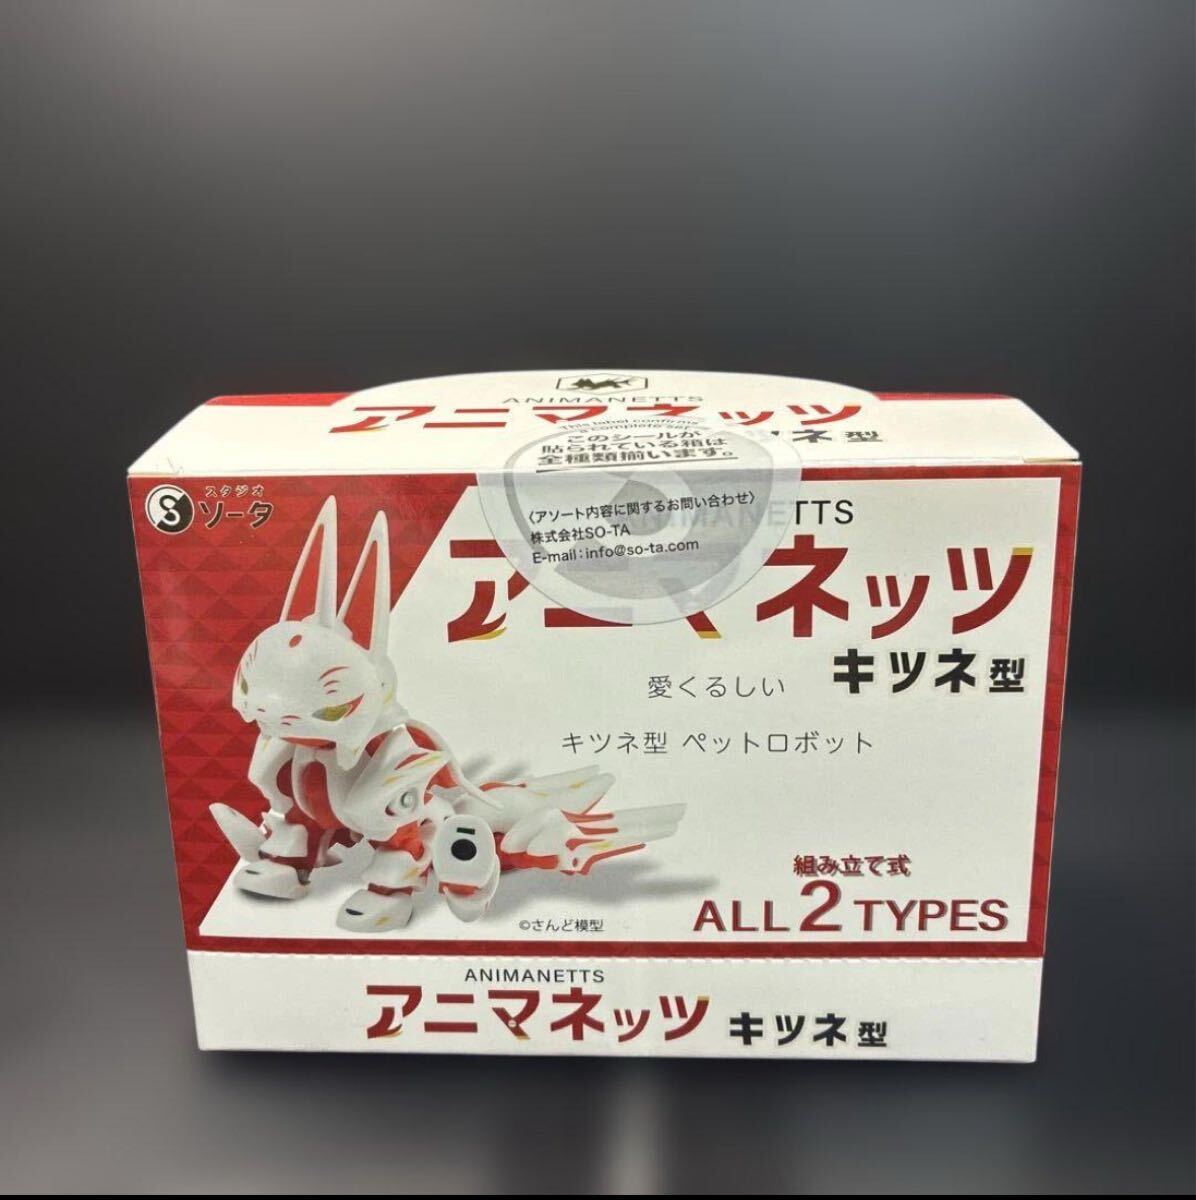 ANIMANETTS
アニマネッツ
ネ型
This label confirms
a complete set.
このシールが
貼られている箱は
全種類揃います。
スタジオ
ソータ
〈アソート内容に関するお問い合わせ〉
株式会社SO-TA
E-mail：info@so-ta.com
ANIMANETTS
アニマネッツ
キツネ型
愛くるしい
キツネ型 ペットロボット
組み立て式
ALL 2 TYPES
©さんど模型
ANIMANETTS
アニマネッツ キツネ型